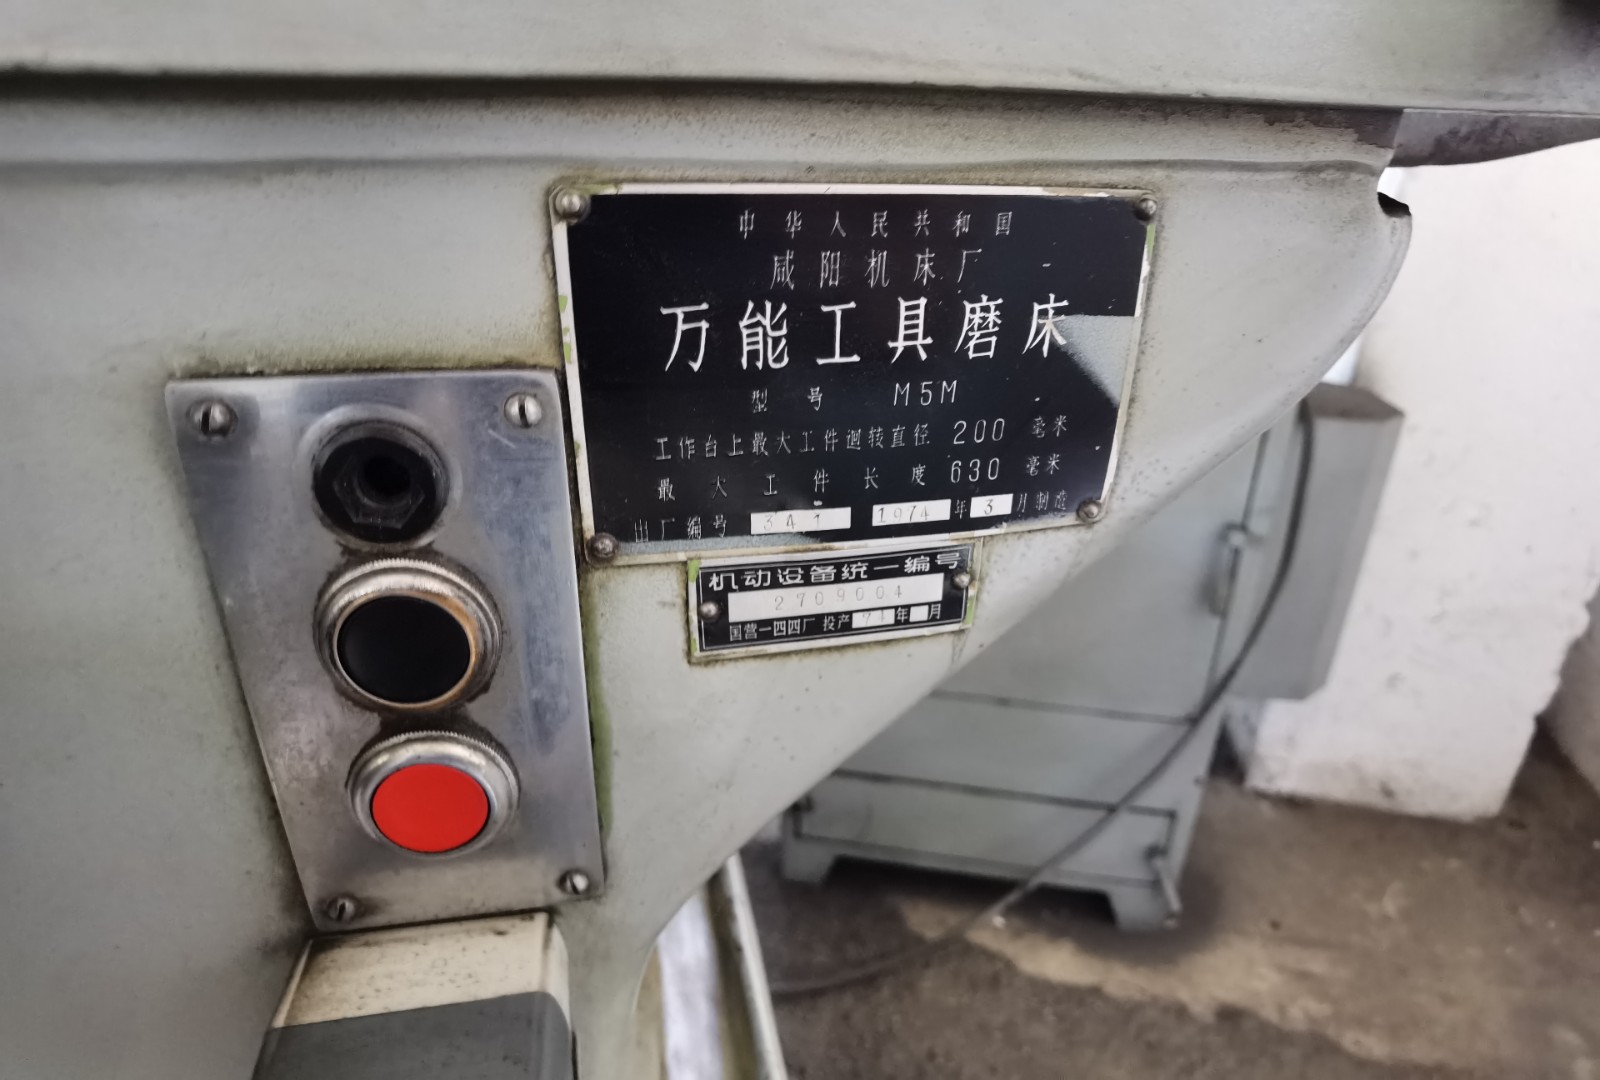 中华人民共和国
咸阳机床厂
万能工具磨床
型号 M5M
工作台上最大工件迴转直径 200 毫米
最大工件长度 630 毫米
出厂编号 341 1974 年 3 月制造
机动设备统一编号
2709004
国营一四四厂 投产 年 月